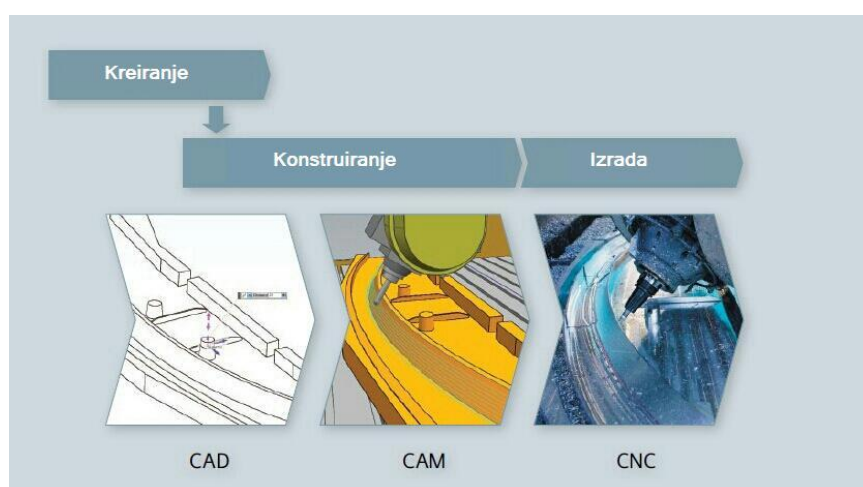 Kreiranje
Konstruiranje
Izrada
CAD
CAM
CNC